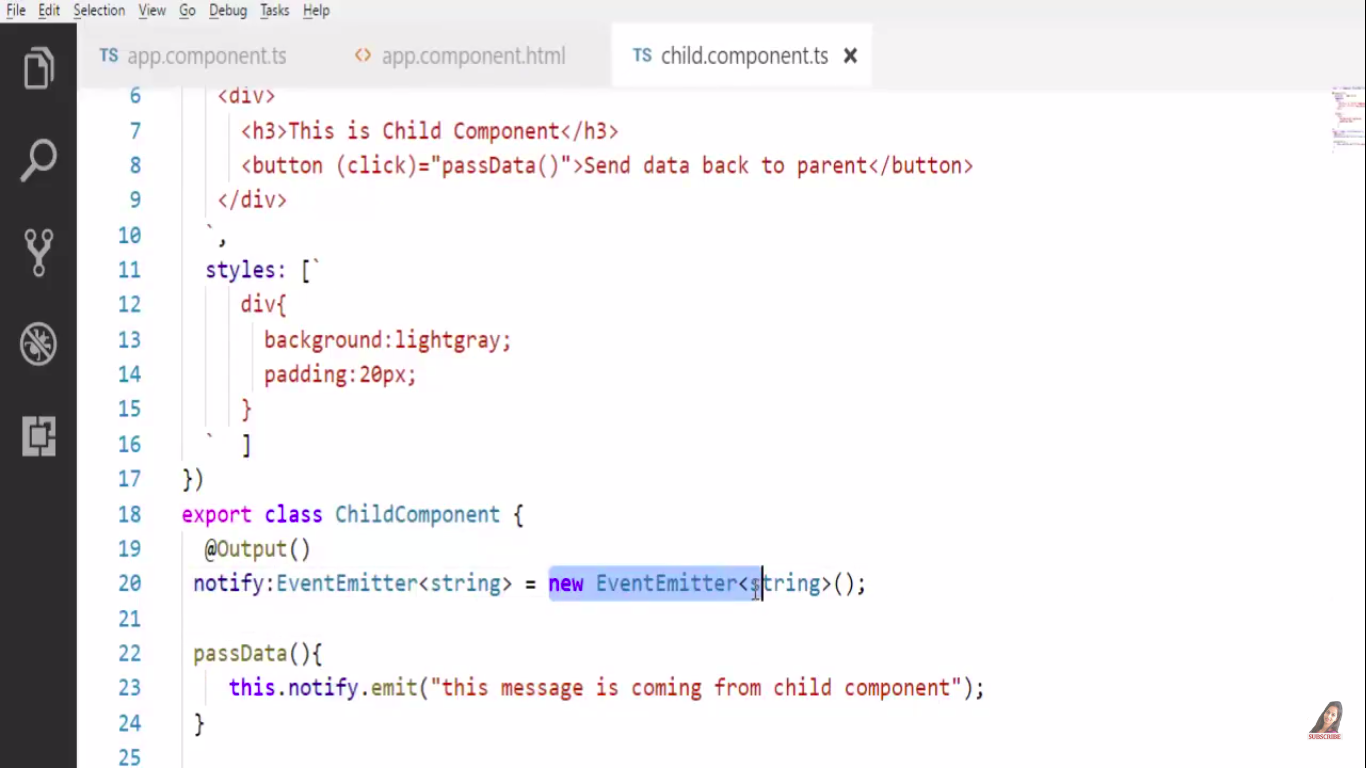 File Edit Selection View Go Debug Tasks Help
TS app.component.ts <> app.component.html TS child.component.ts ×
6 <div>
7 <h3>This is Child Component</h3>
8 <button (click)="passData()">Send data back to parent</button>
9 </div>
10 `,
11 styles: [`
12 div{
13 background:lightgray;
14 padding:20px;
15 }
16 ` ]
17 })
18 export class ChildComponent {
19 @Output()
20 notify:EventEmitter<string> = new EventEmitter<string>();
21
22 passData(){
23 this.notify.emit("this message is coming from child component");
24 }
25
SUBSCRIBE